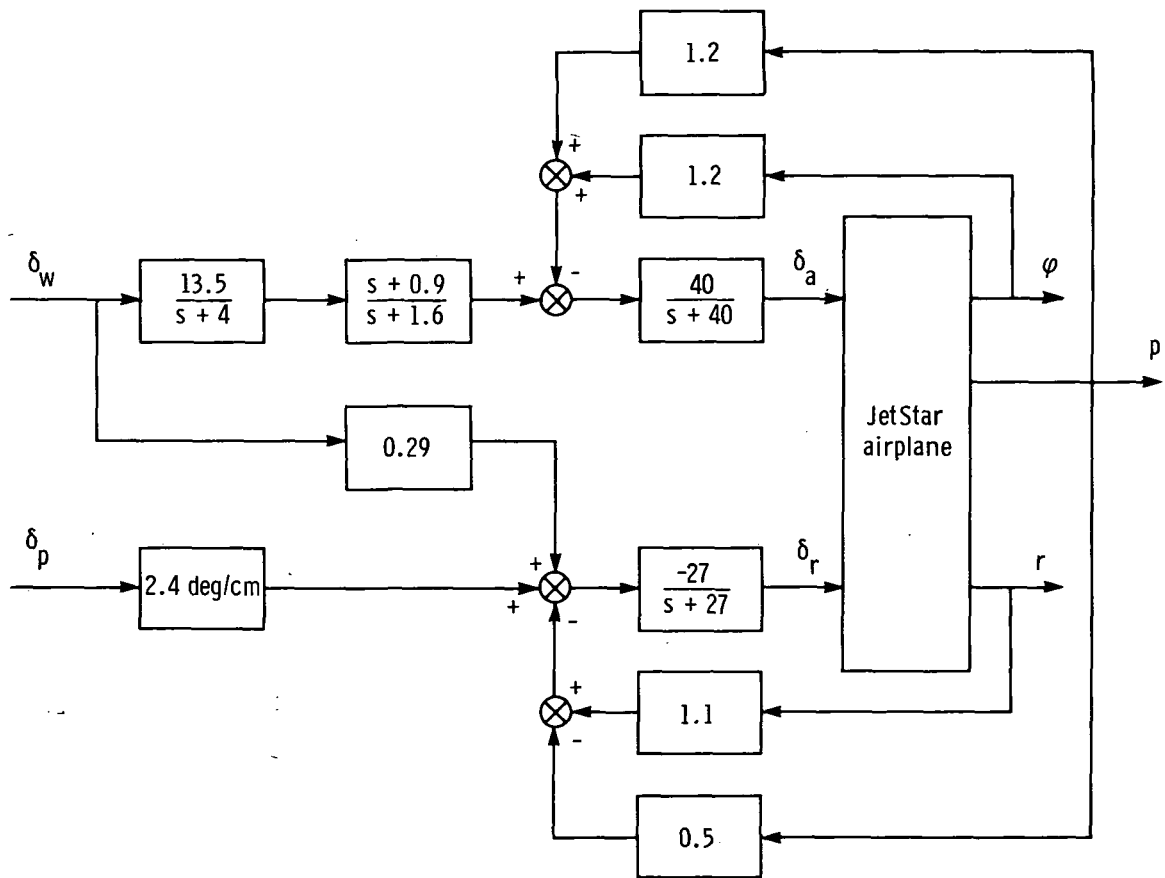 1.2
+
1.2
+
δw
13.5
s + 4
s + 0.9
s + 1.6
+
-
40
s + 40
δa
φ
p
JetStar
airplane
0.29
δp
2.4 deg/cm
+
+
-
-27
s + 27
δr
r
+
1.1
-
0.5